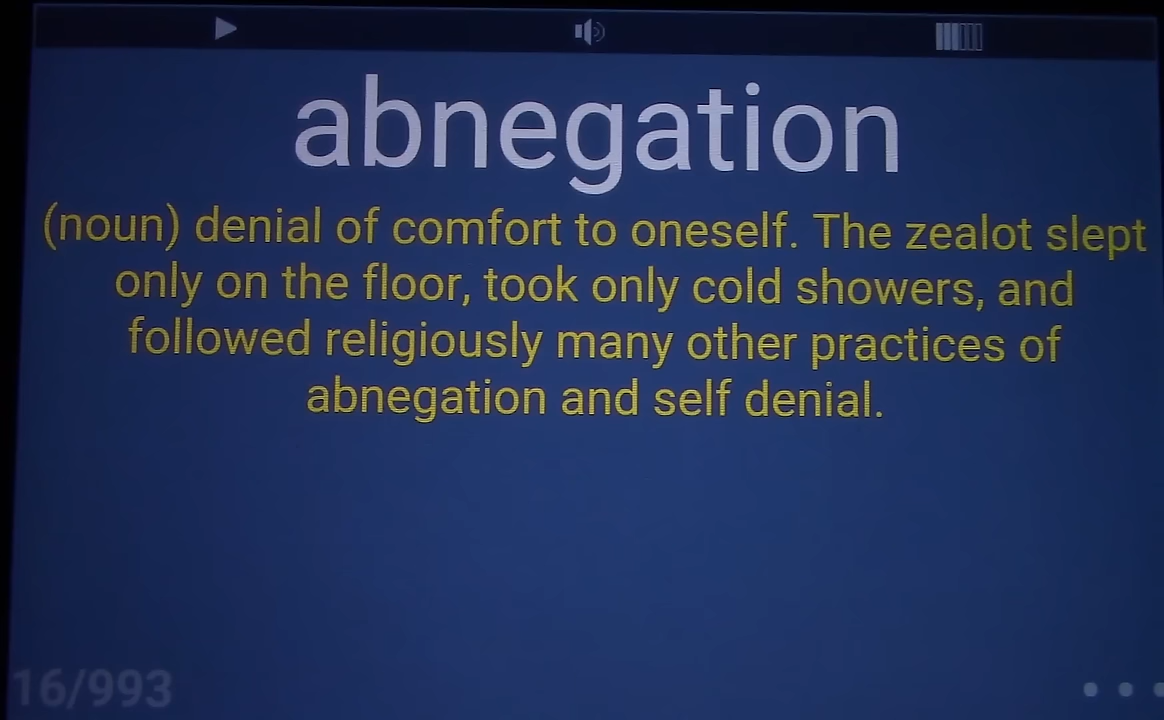 abnegation
(noun) denial of comfort to oneself. The zealot slept
only on the floor, took only cold showers, and
followed religiously many other practices of
abnegation and self denial.
16/993